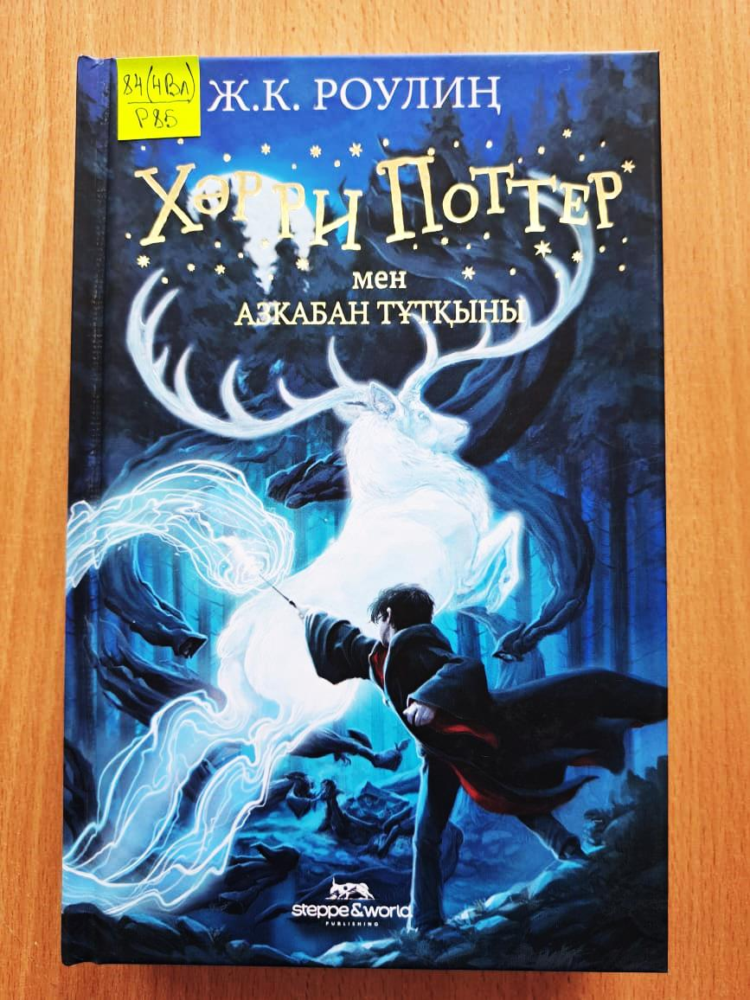 84(4Вл)
Р85
Ж.К. РОУЛИҢ
ХӘРРИ ПОТТЕР
мен
АЗКАБАН ТҰТҚЫНЫ
steppe&world
PUBLISHING